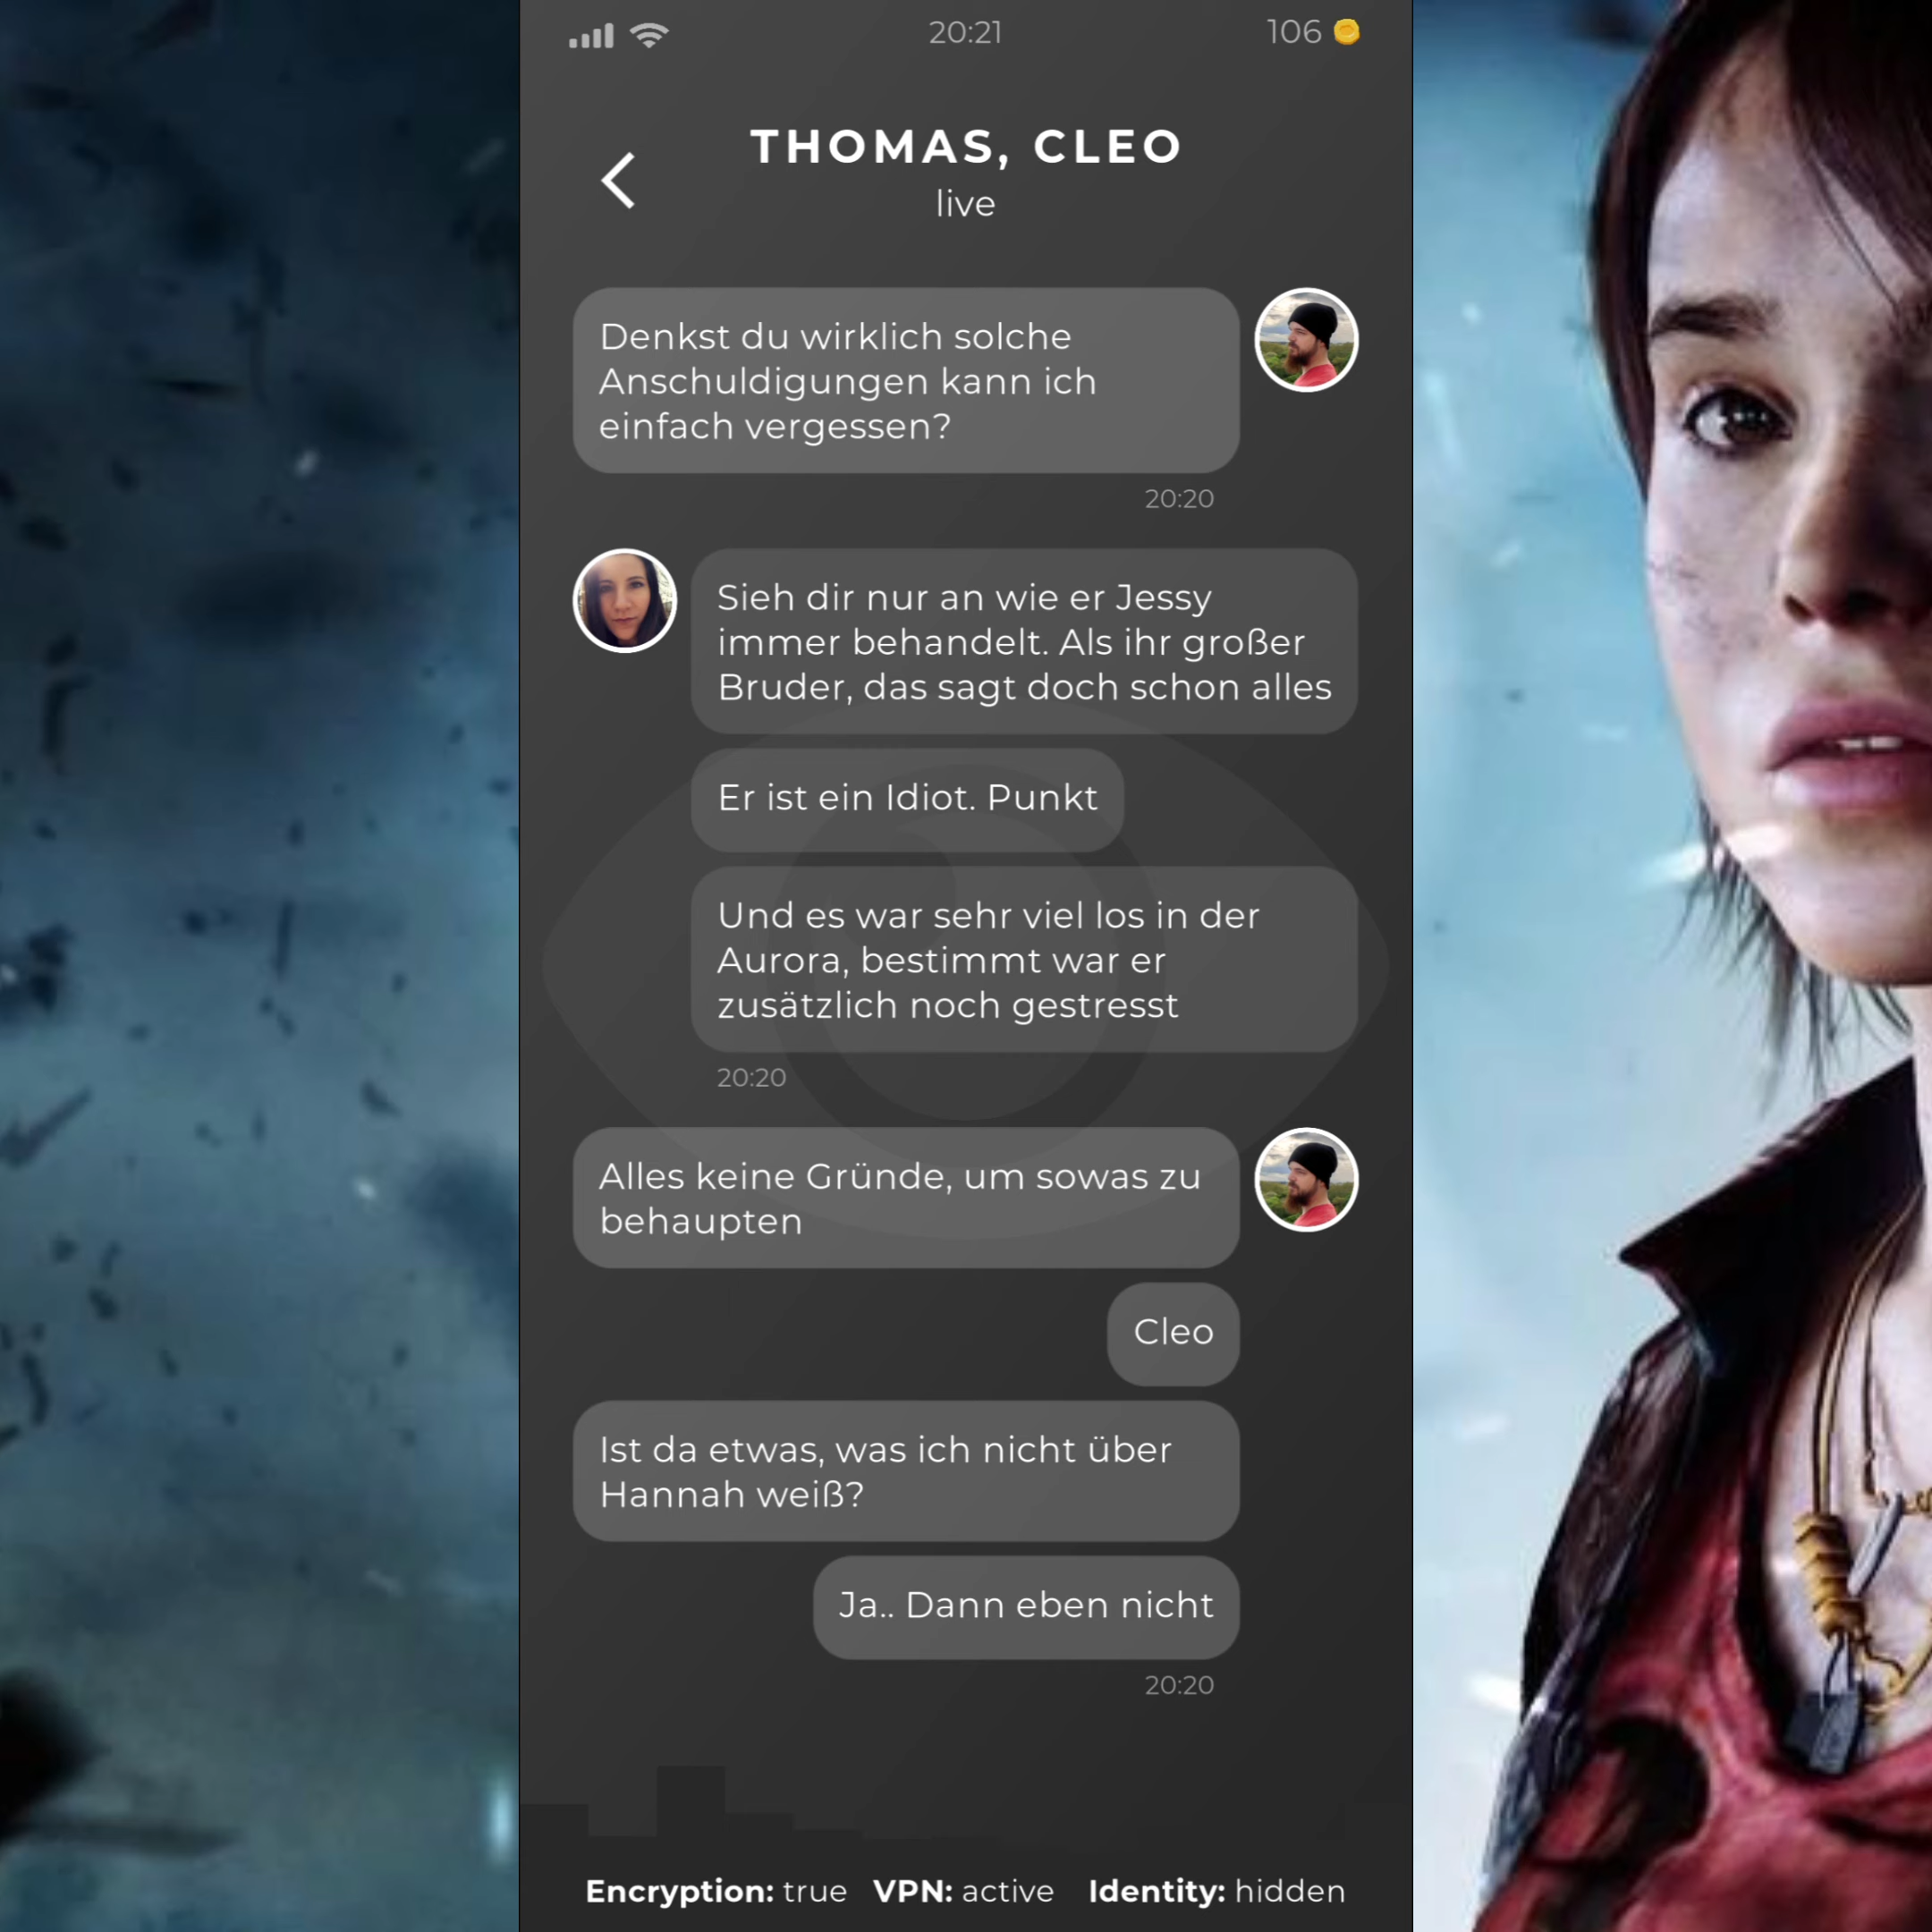 20:21
106
THOMAS, CLEO
live
Denkst du wirklich solche
Anschuldigungen kann ich
einfach vergessen?
20:20
Sieh dir nur an wie er Jessy
immer behandelt. Als ihr großer
Bruder, das sagt doch schon alles
Er ist ein Idiot. Punkt
Und es war sehr viel los in der
Aurora, bestimmt war er
zusätzlich noch gestresst
20:20
Alles keine Gründe, um sowas zu
behaupten
Cleo
Ist da etwas, was ich nicht über
Hannah weiß?
Ja.. Dann eben nicht
20:20
Encryption: true VPN: active Identity: hidden